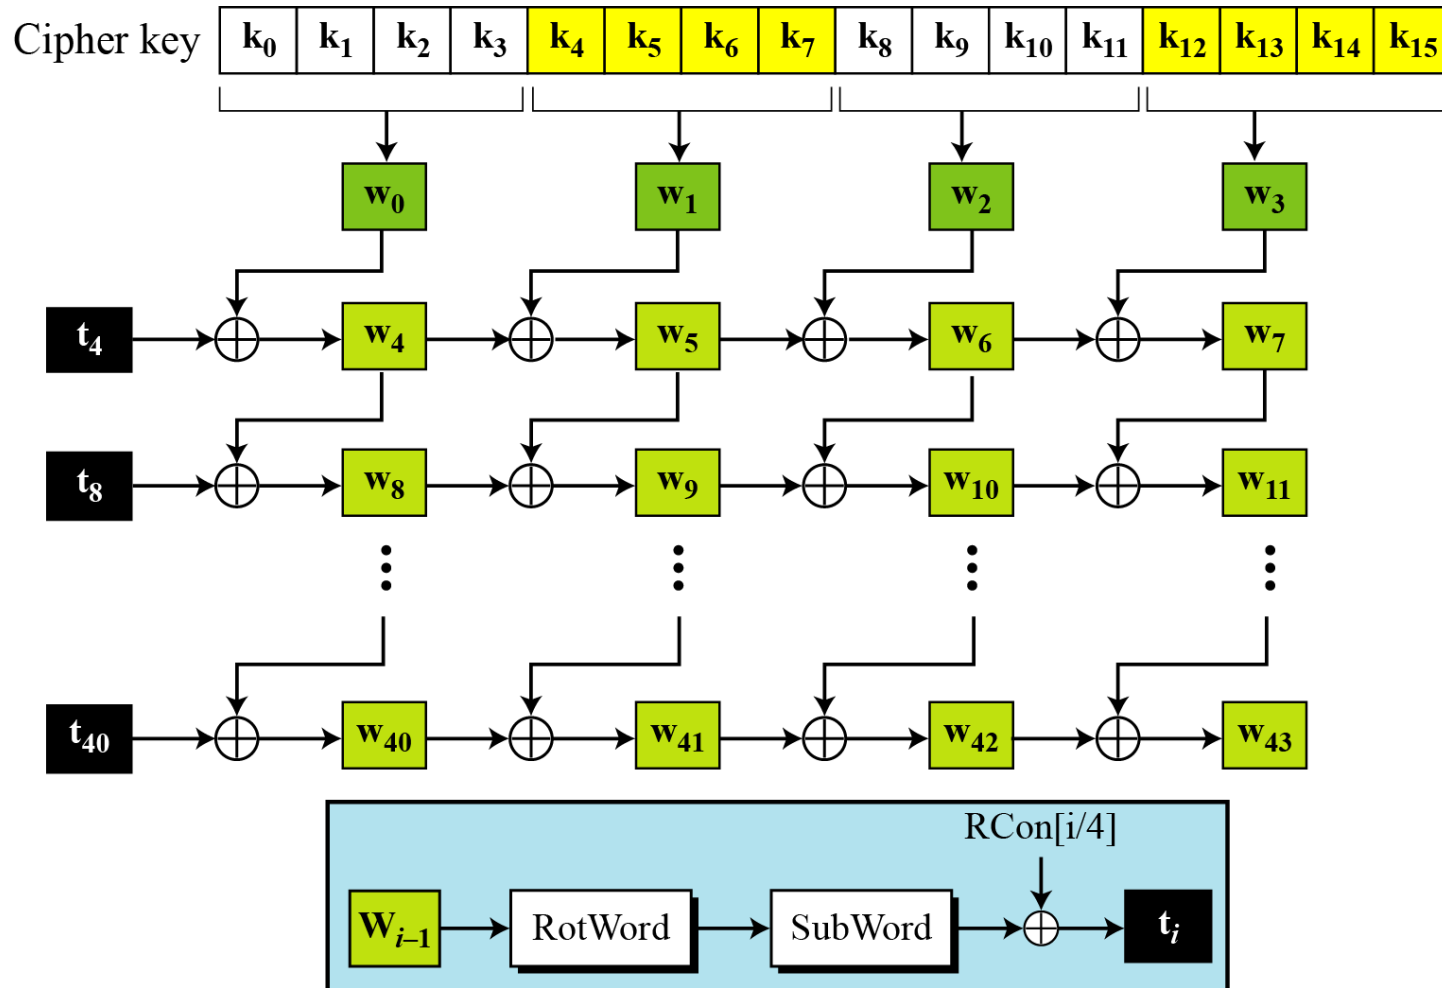 Cipher key k0 k1 k2 k3 k4 k5 k6 k7 k8 k9 k10 k11 k12 k13 k14 k15
w0 w1 w2 w3
t4 w4 w5 w6 w7
t8 w8 w9 w10 w11
t40 w40 w41 w42 w43
RCon[i/4]
Wi–1 RotWord SubWord ti